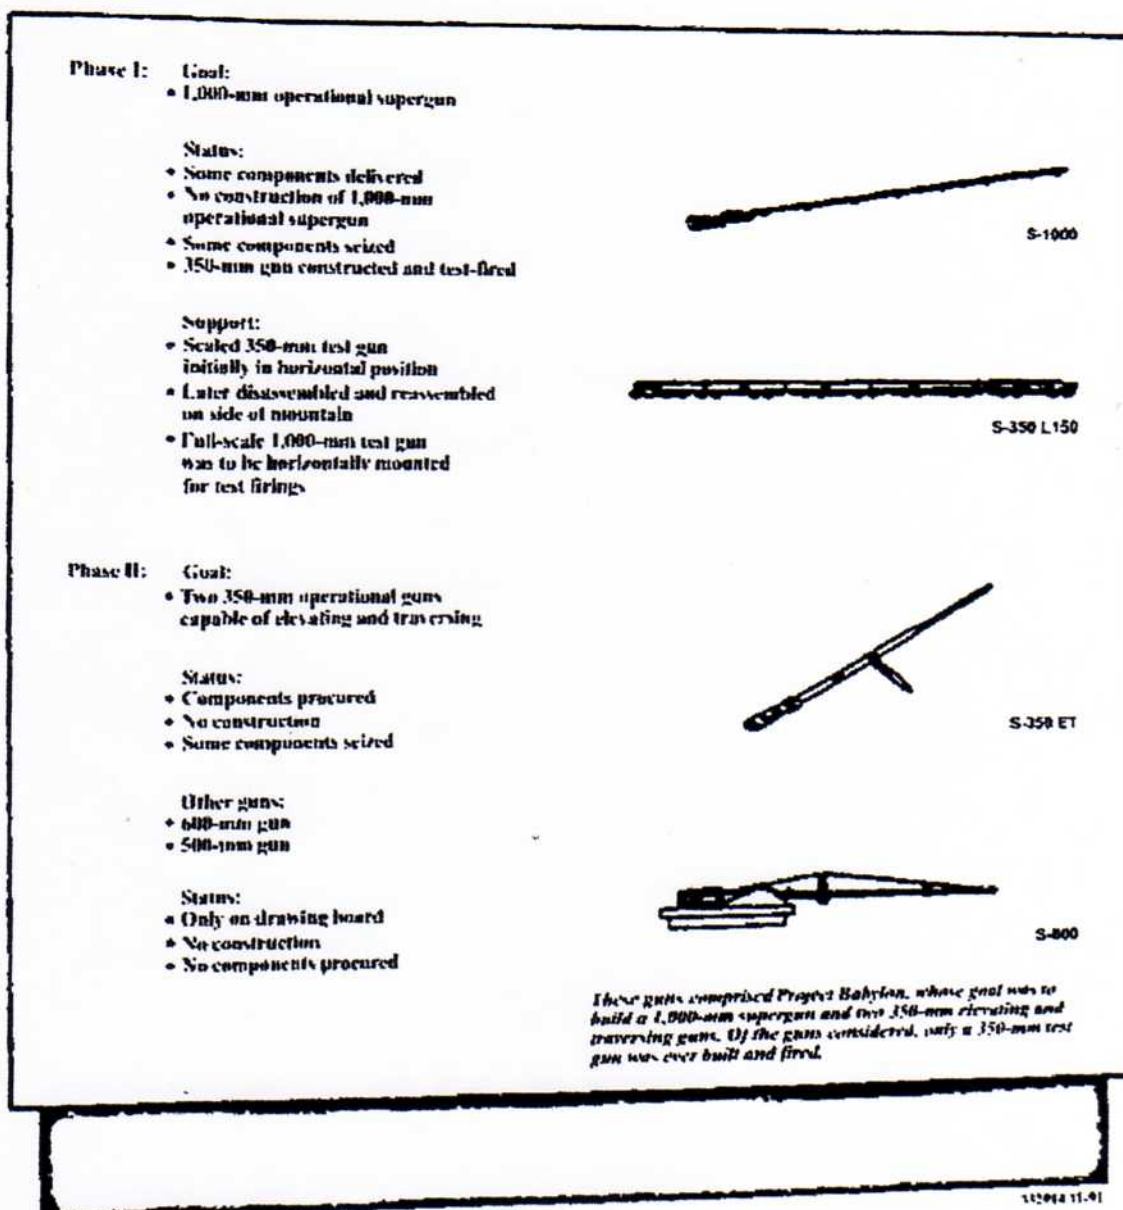 Phase I: Goal:
• 1,000-mm operational supergun
Status:
• Some components delivered
• No construction of 1,000-mm
operational supergun
• Some components seized
• 350-mm gun constructed and test-fired
S-1000
Support:
• Scaled 350-mm test gun
initially in horizontal position
• Later disassembled and reassembled
on side of mountain
• Full-scale 1,000-mm test gun
was to be horizontally mounted
for test firings
S-350 L150
Phase II: Goal:
• Two 350-mm operational guns
capable of elevating and traversing
Status:
• Components procured
• No construction
• Some components seized
S-350 ET
Other guns:
• 600-mm gun
• 500-mm gun
Status:
• Only on drawing board
• No construction
• No components procured
These guns comprised Project Babylon, whose goal was to
build a 1,000-mm supergun and two 350-mm elevating and
traversing guns. Of the guns considered, only a 350-mm test
gun was ever built and fired.
11-91